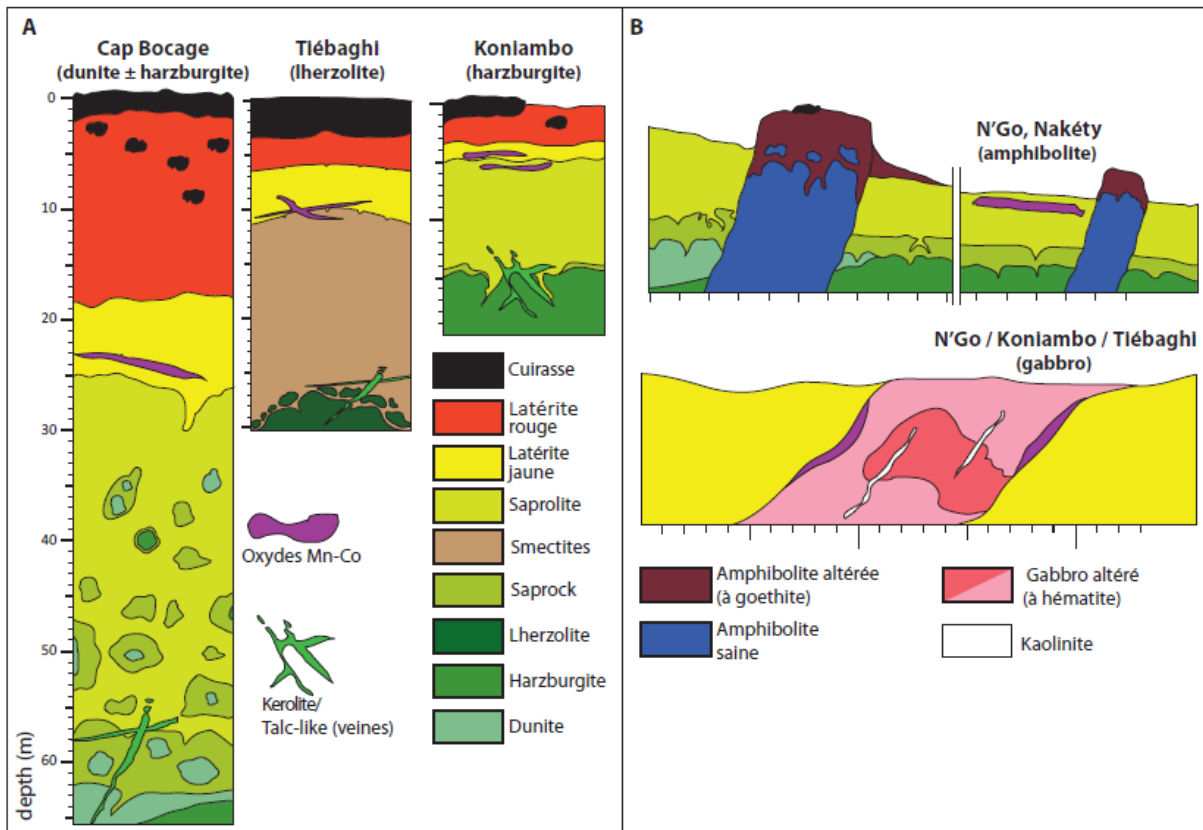 A
Cap Bocage
(dunite ± harzburgite)
Tiébaghi
(lherzolite)
Koniambo
(harzburgite)
0
10
20
30
40
50
60
depth (m)
Oxydes Mn-Co
Kerolite/
Talc-like (veines)
Cuirasse
Latérite
rouge
Latérite
jaune
Saprolite
Smectites
Saprock
Lherzolite
Harzburgite
Dunite
B
N'Go, Nakéty
(amphibolite)
N'Go / Koniambo / Tiébaghi
(gabbro)
Amphibolite altérée
(à goethite)
Amphibolite
saine
Gabbro altéré
(à hématite)
Kaolinite